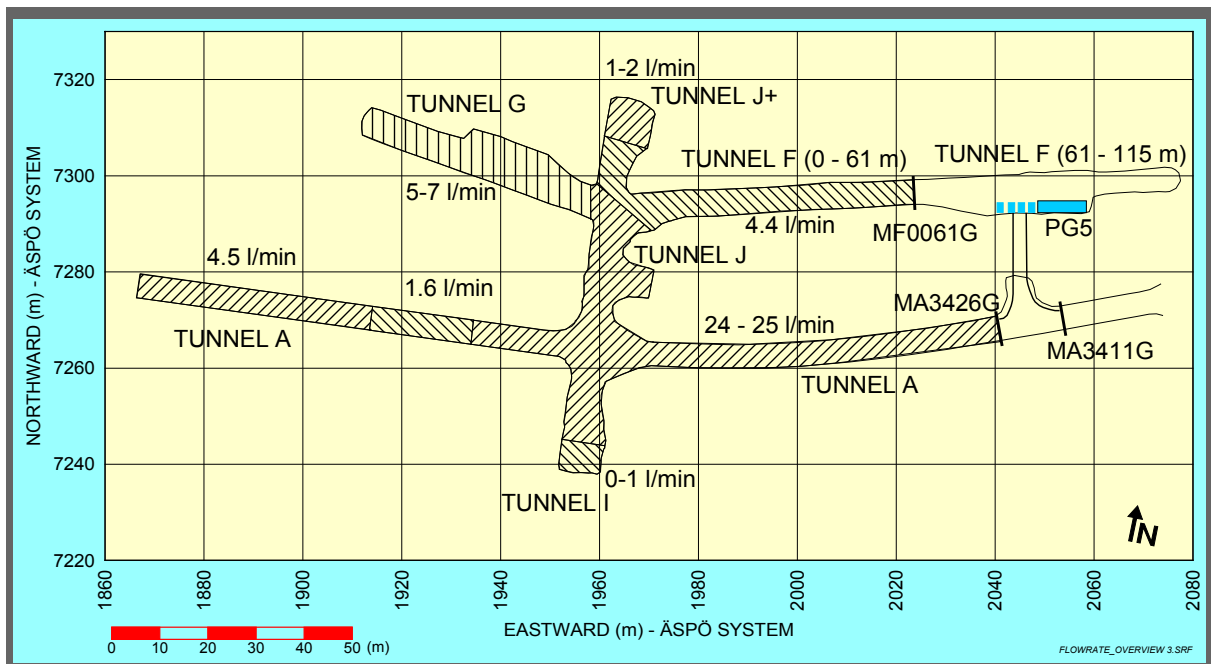 NORTHWARD (m) - ÄSPÖ SYSTEM
7320
7300
7280
7260
7240
7220
1-2 l/min
TUNNEL J+
TUNNEL G
TUNNEL F (0 - 61 m)
TUNNEL F (61 - 115 m)
5-7 l/min
4.4 l/min
MF0061G
PG5
TUNNEL J
4.5 l/min
1.6 l/min
MA3426G
24 - 25 l/min
TUNNEL A
MA3411G
TUNNEL A
0-1 l/min
TUNNEL I
N
1860
1880
1900
1920
1940
1960
1980
2000
2020
2040
2060
2080
EASTWARD (m) - ÄSPÖ SYSTEM
0 10 20 30 40 50 (m)
FLOWRATE_OVERVIEW 3.SRF